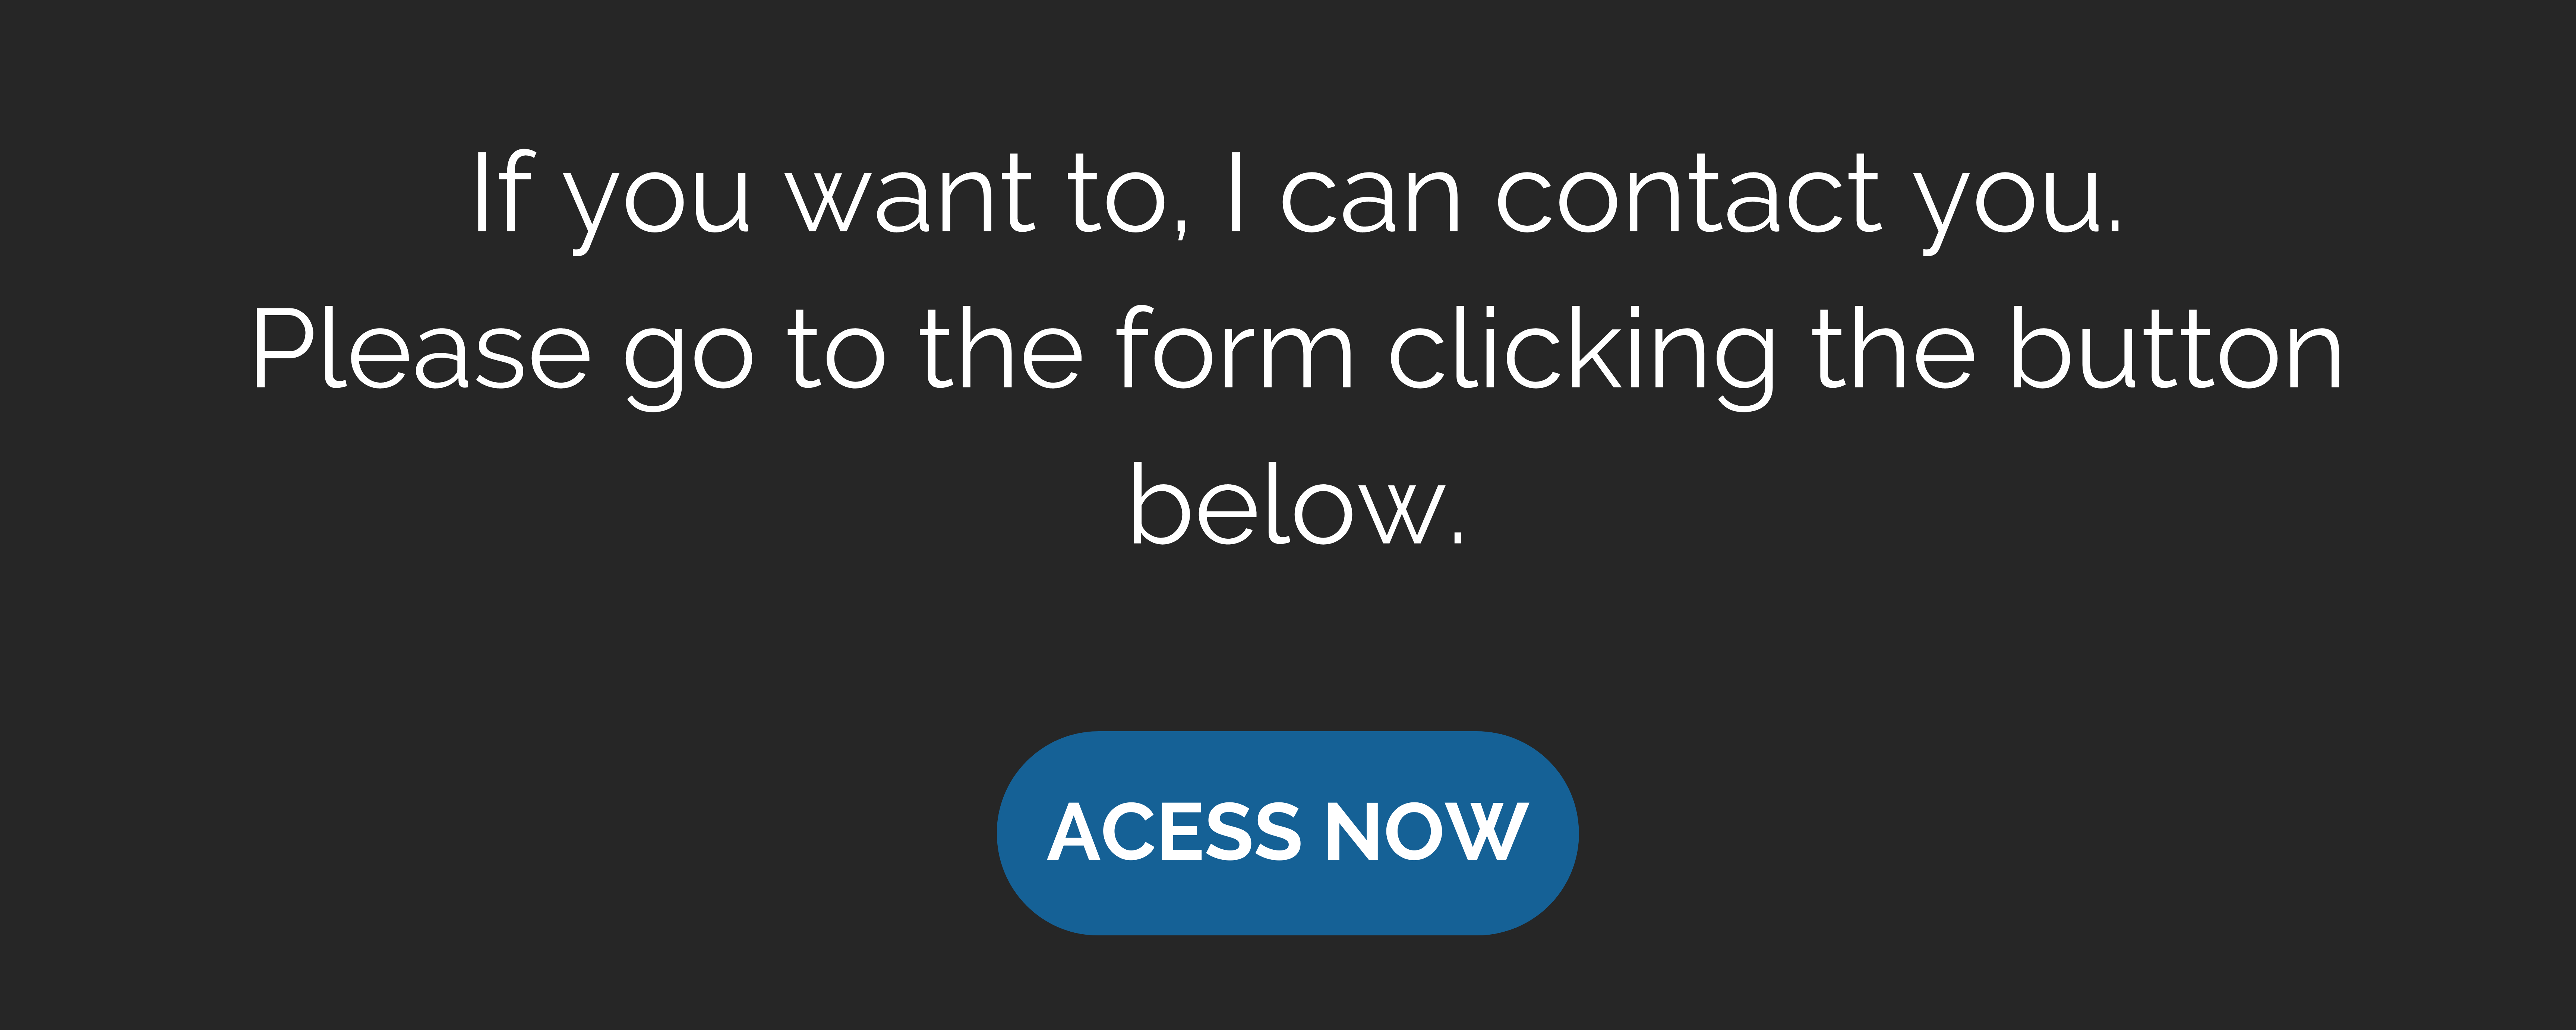 If you want to, I can contact you.
Please go to the form clicking the button
below.
ACESS NOW